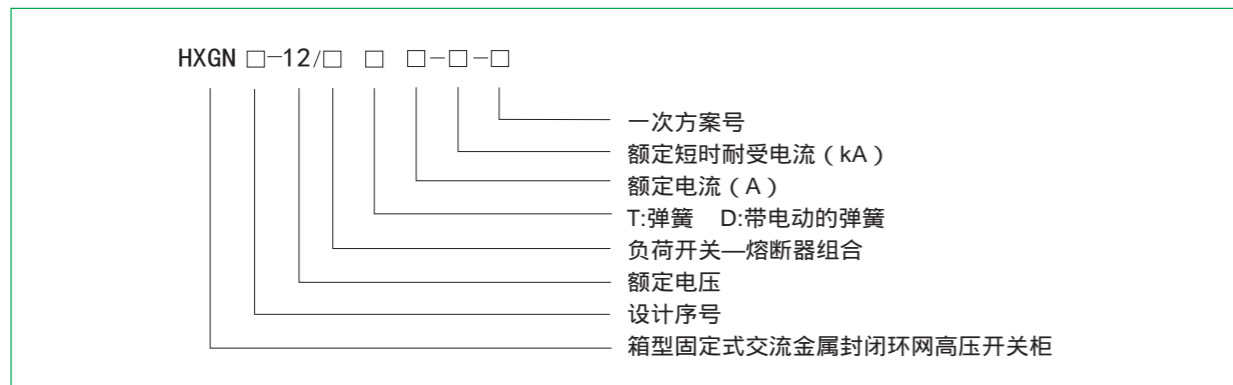 HXGN □-12/□ □ □-□-□
一次方案号
额定短时耐受电流（kA）
额定电流（A）
T:弹簧 D:带电动的弹簧
负荷开关—熔断器组合
额定电压
设计序号
箱型固定式交流金属封闭环网高压开关柜